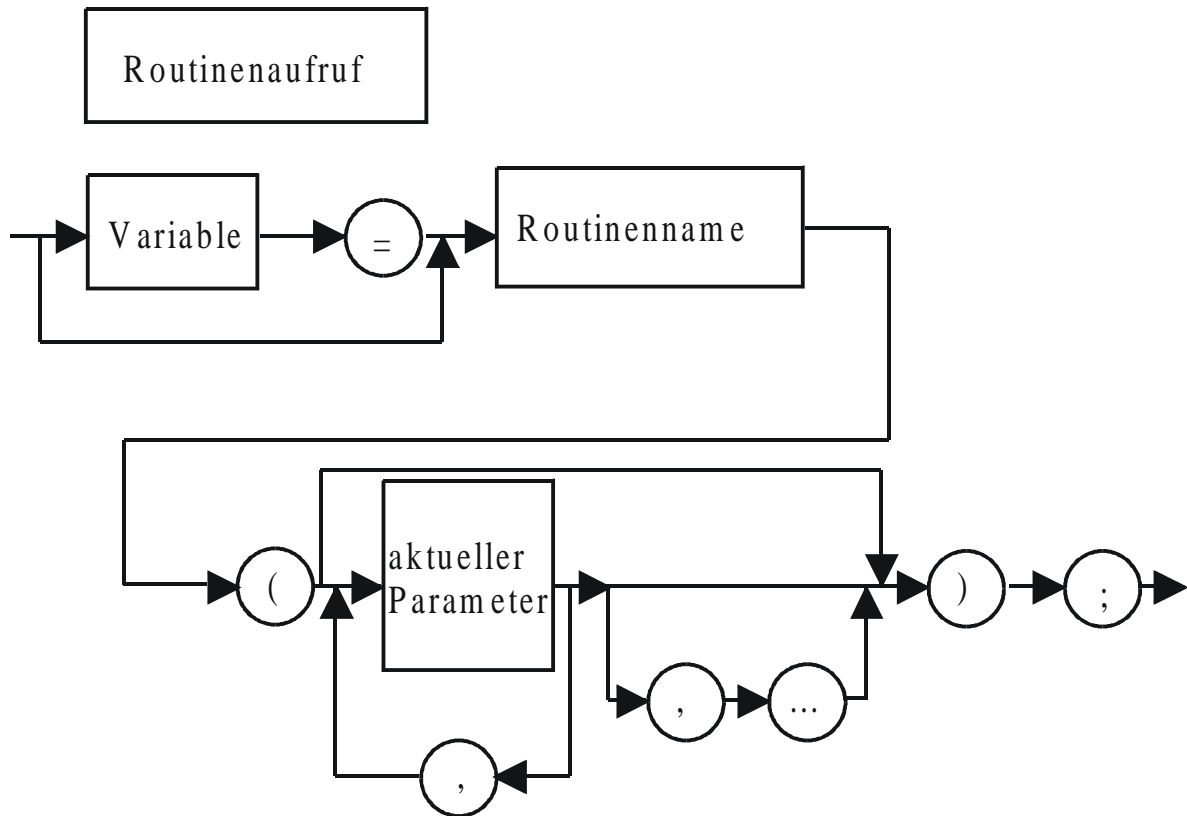 Routinenaufruf
Variable
=
Routinenname
(
aktueller
Parameter
)
;
,
...
,